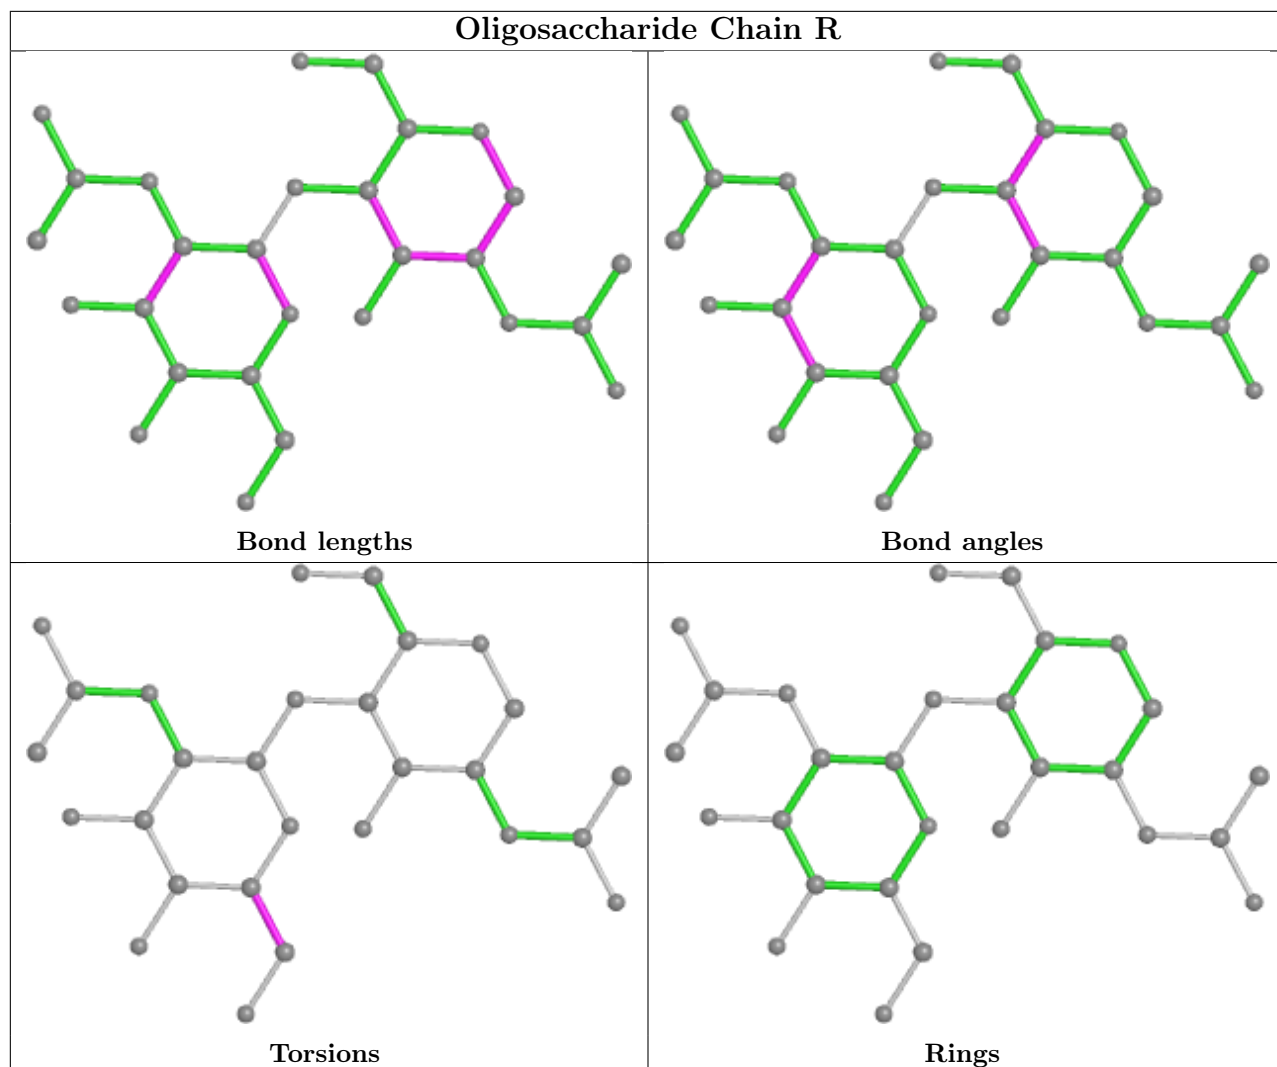 Oligosaccharide Chain R
Bond lengths
Bond angles
Torsions
Rings